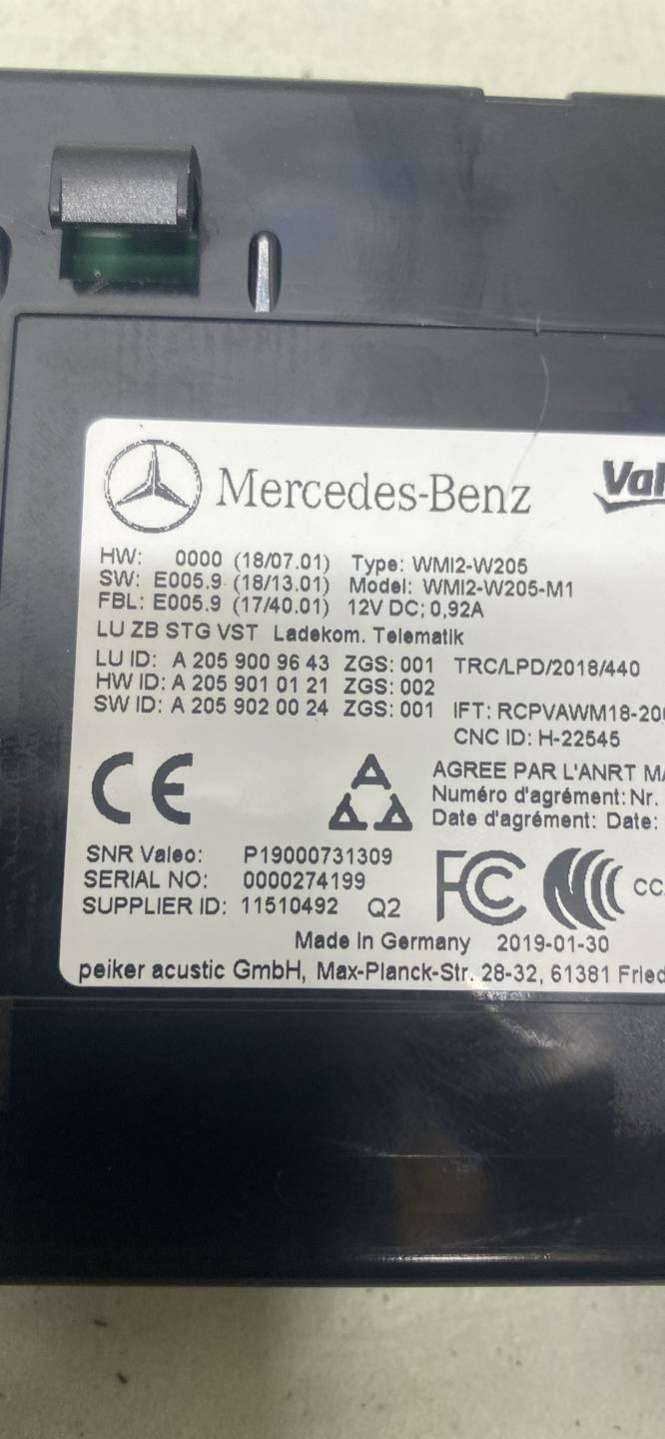 Mercedes-Benz
HW: 0000 (18/07.01) Type: WMI2-W205
SW: E005.9 (18/13.01) Model: WMI2-W205-M1
FBL: E005.9 (17/40.01) 12V DC; 0,92A
LU ZB STG VST Ladekom. Telematik
LU ID: A 205 900 96 43 ZGS: 001 TRC/LPD/2018/440
HW ID: A 205 901 01 21 ZGS: 002
SW ID: A 205 902 00 24 ZGS: 001 IFT: RCPVAWM18-20
CNC ID: H-22545
CE
AGREE PAR L'ANRT MA
Numéro d'agrément: Nr.
Date d'agrément: Date:
SNR Valeo: P19000731309
SERIAL NO: 0000274199
SUPPLIER ID: 11510492 Q2
FC
CC
Made In Germany 2019-01-30
peiker acustic GmbH, Max-Planck-Str. 28-32, 61381 Fried